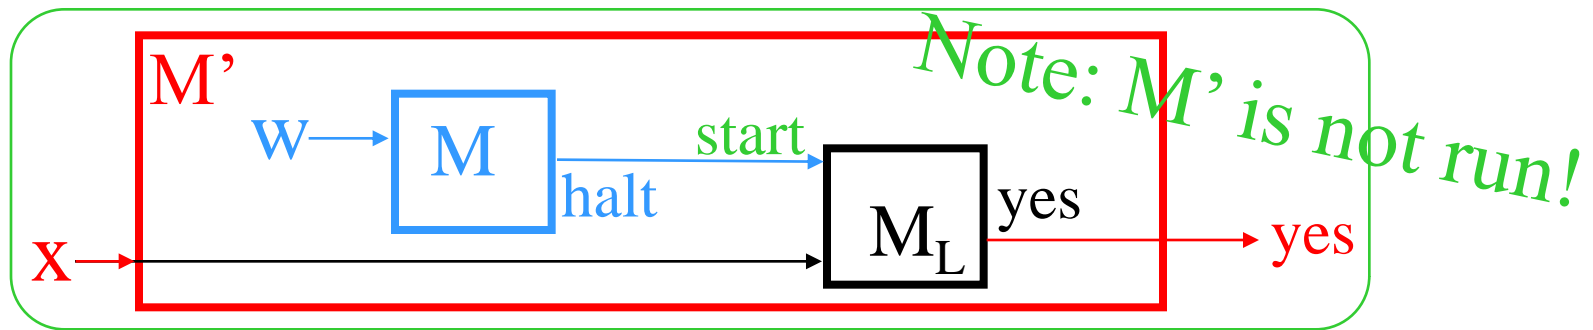 Note: M’ is not run!
M’
w
M
start
halt
x
M_L
yes
yes